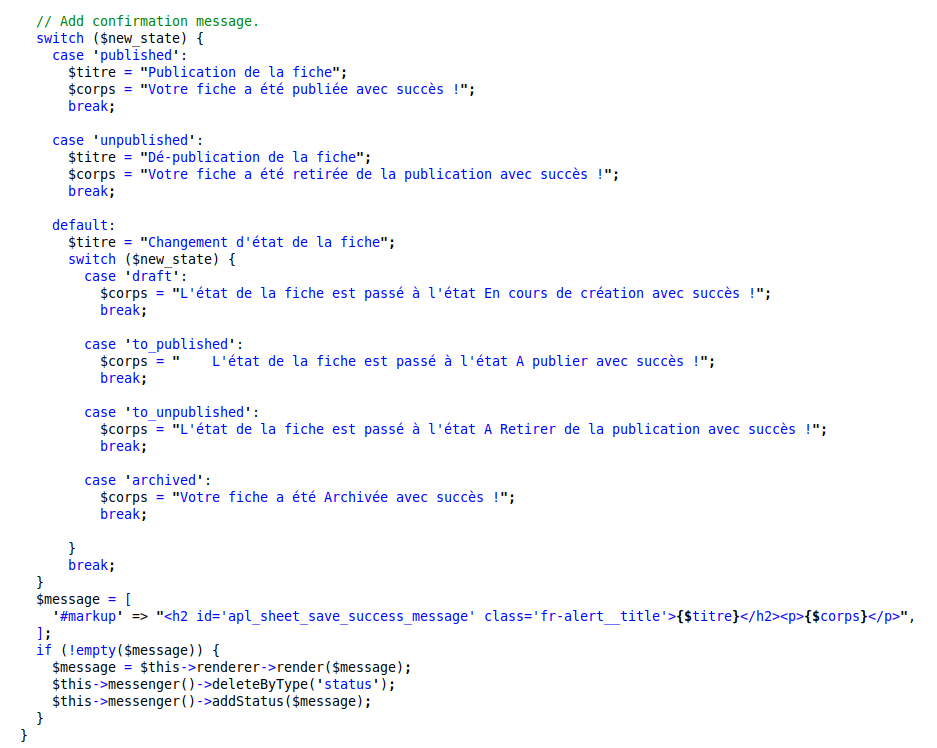 // Add confirmation message.
switch ($new_state) {
case 'published':
$titre = "Publication de la fiche";
$corps = "Votre fiche a été publiée avec succès !";
break;
case 'unpublished':
$titre = "Dé-publication de la fiche";
$corps = "Votre fiche a été retirée de la publication avec succès !";
break;
default:
$titre = "Changement d'état de la fiche";
switch ($new_state) {
case 'draft':
$corps = "L'état de la fiche est passé à l'état En cours de création avec succès !";
break;
case 'to_published':
$corps = "    L'état de la fiche est passé à l'état A publier avec succès !";
break;
case 'to_unpublished':
$corps = "L'état de la fiche est passé à l'état A Retirer de la publication avec succès !";
break;
case 'archived':
$corps = "Votre fiche a été Archivée avec succès !";
break;
}
break;
}
$message = [
'#markup' => "<h2 id='apl_sheet_save_success_message' class='fr-alert__title'>{$titre}</h2><p>{$corps}</p>",
];
if (!empty($message)) {
$message = $this->renderer->render($message);
$this->messenger()->deleteByType('status');
$this->messenger()->addStatus($message);
}
}